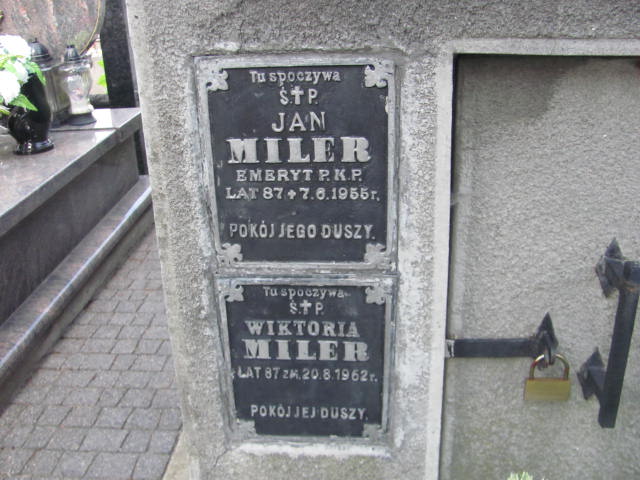 Tu spoczywa
Ś✝P.
JAN
MILER
EMERYT P.K.P.
LAT 87 ✝ 7.6.1955r.
POKÓJ JEGO DUSZY.
Tu spoczywa
Ś✝P.
WIKTORIA
MILER
LAT 87 zm. 20.8.1962r.
POKÓJ JEJ DUSZY.